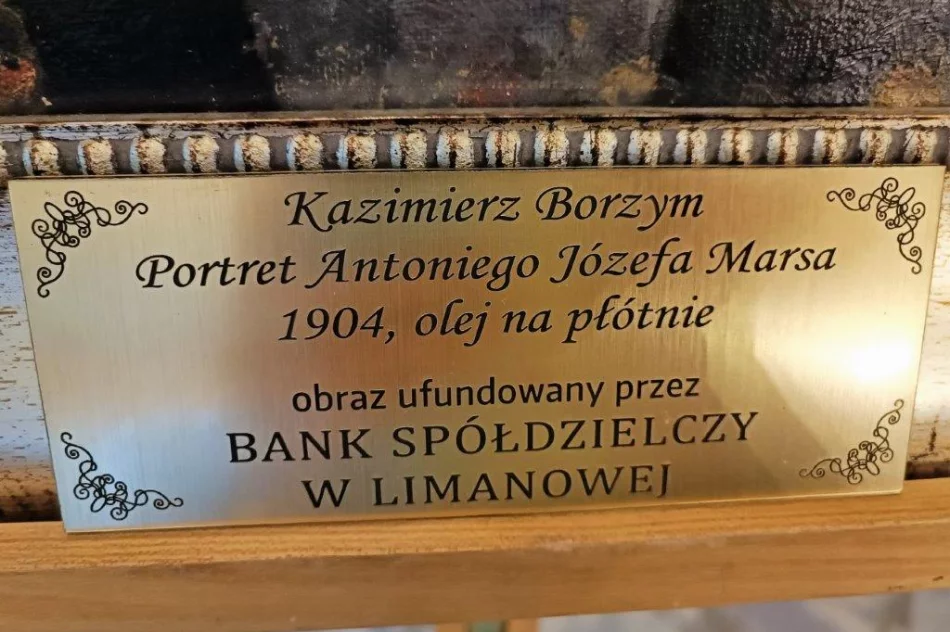 Kazimierz Borzym
Portret Antoniego Józefa Marsa
1904, olej na płótnie
obraz ufundowany przez
BANK SPÓŁDZIELCZY
W LIMANOWEJ